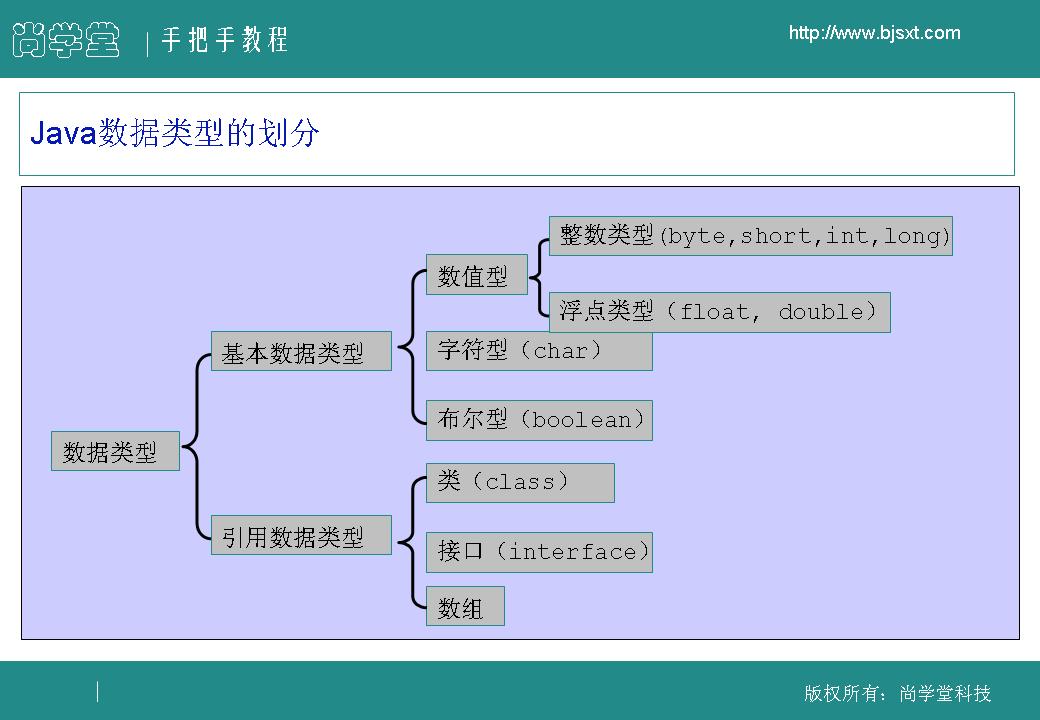 尚学堂
手把手教程
http://www.bjsxt.com
Java数据类型的划分
整数类型(byte,short,int,long)
数值型
浮点类型（float, double）
基本数据类型
字符型（char）
布尔型（boolean）
数据类型
类（class）
引用数据类型
接口（interface）
数组
版权所有：尚学堂科技